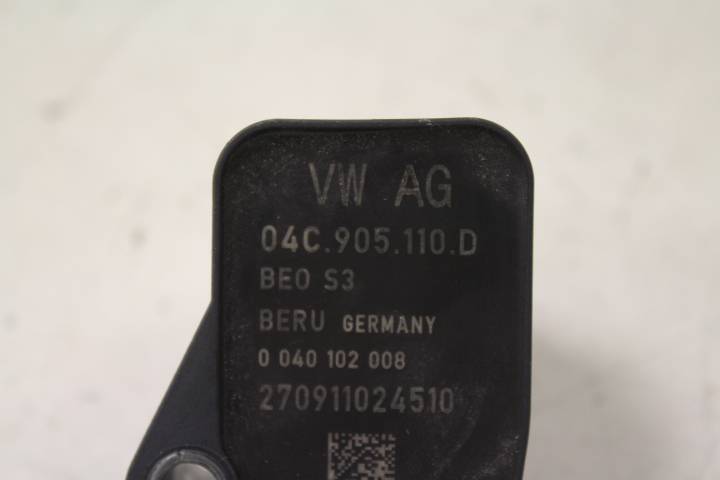 VW AG
04C.905.110.D
BEO S3
BERU GERMANY
0 040 102 008
270911024510